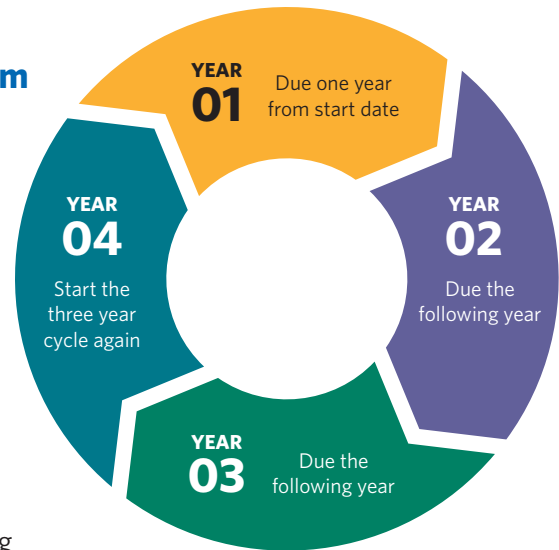 m
YEAR
01
Due one year
from start date
YEAR
02
Due the
following year
YEAR
03
Due the
following year
YEAR
04
Start the
three year
cycle again
g